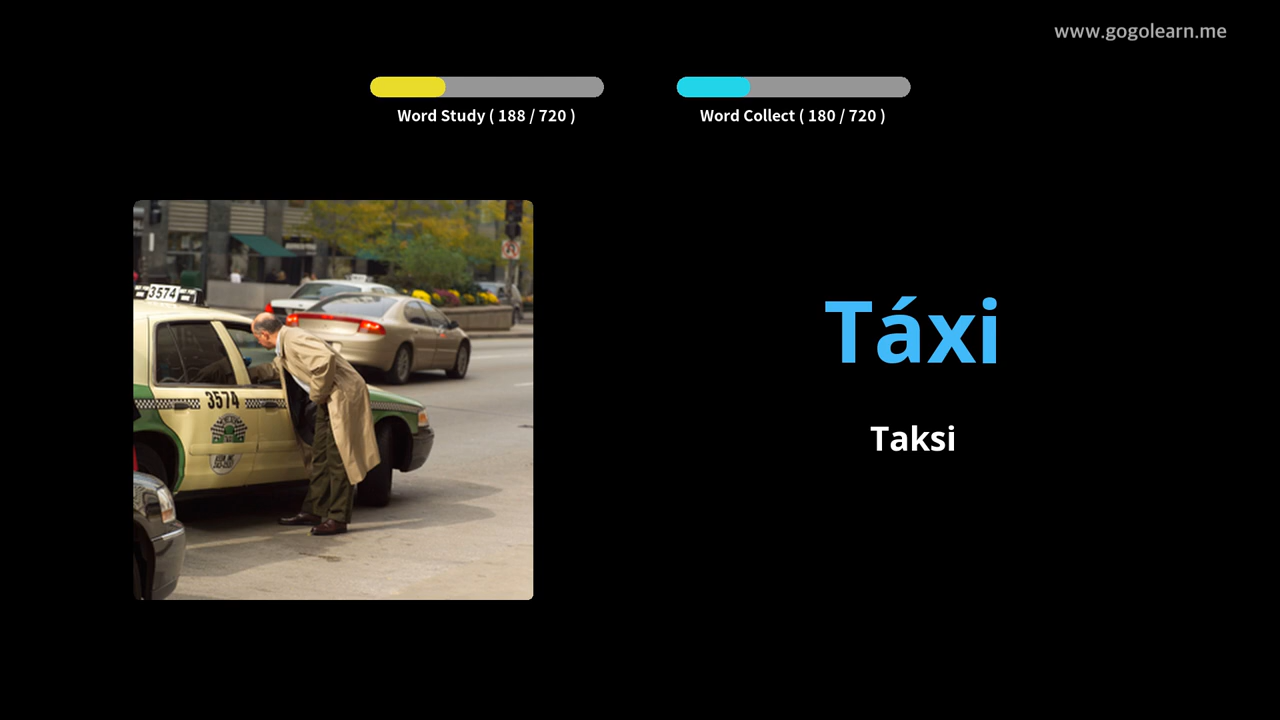 www.gogolearn.me
Word Study ( 188 / 720 )
Word Collect ( 180 / 720 )
3574
3574
Táxi
Taksi